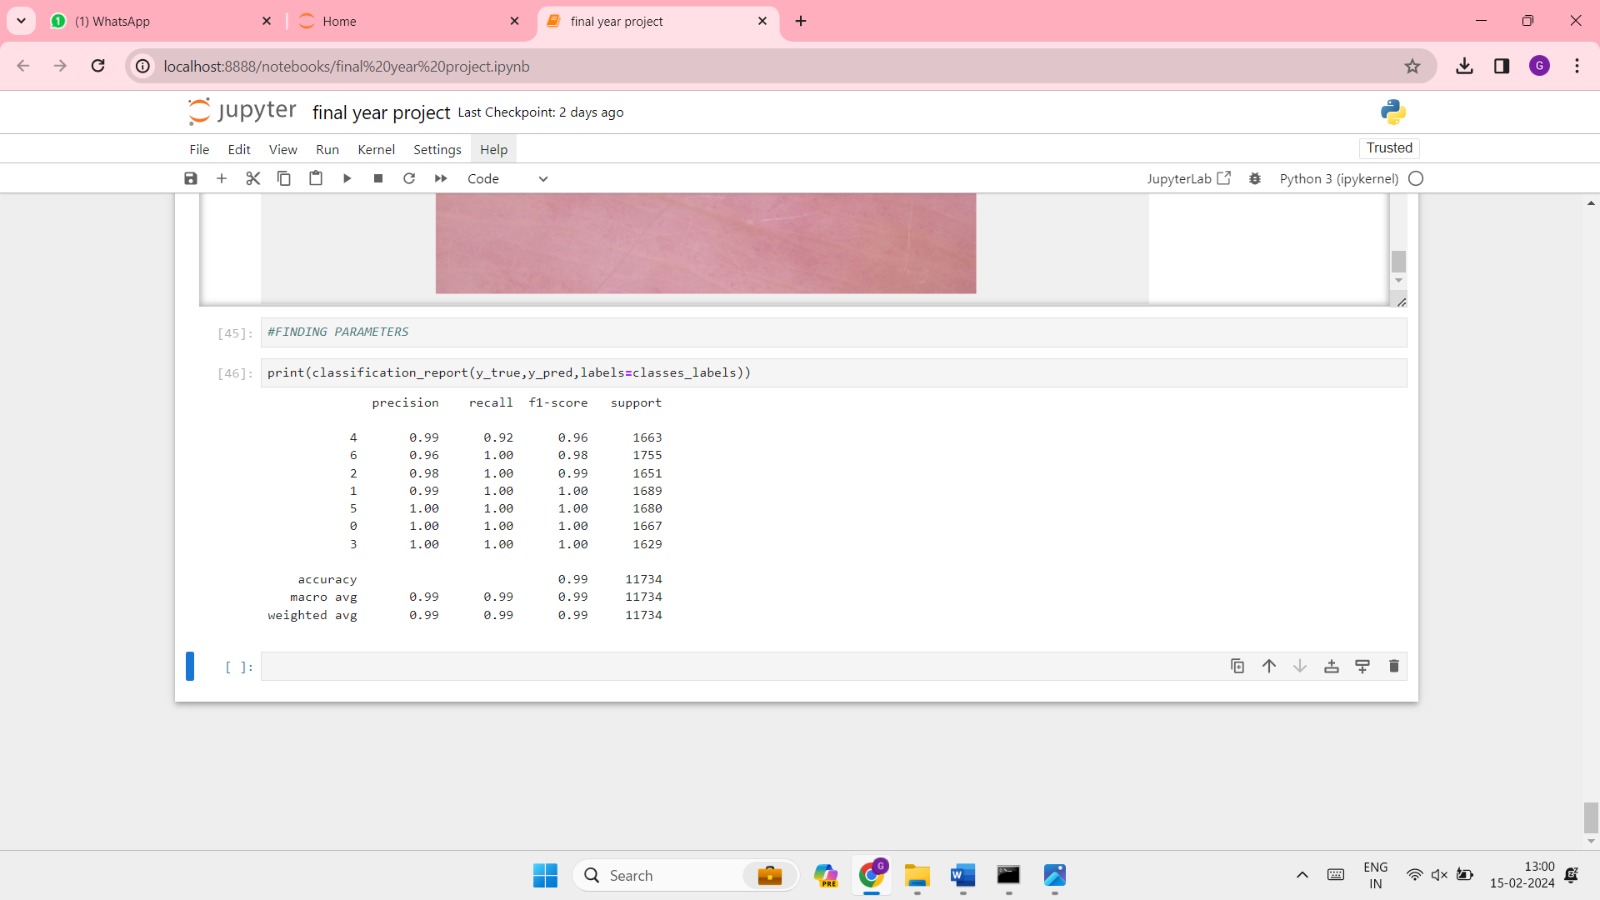 (1) WhatsApp
Home
final year project
localhost:8888/notebooks/final%20year%20project.ipynb
G
jupyter final year project Last Checkpoint: 2 days ago
File Edit View Run Kernel Settings Help
Trusted
Code
JupyterLab
Python 3 (ipykernel)
[45]: #FINDING PARAMETERS
[46]: print(classification_report(y_true,y_pred,labels=classes_labels))
precision recall f1-score support
4 0.99 0.92 0.96 1663
6 0.96 1.00 0.98 1755
2 0.98 1.00 0.99 1651
1 0.99 1.00 1.00 1689
5 1.00 1.00 1.00 1680
0 1.00 1.00 1.00 1667
3 1.00 1.00 1.00 1629
accuracy 0.99 11734
macro avg 0.99 0.99 0.99 11734
weighted avg 0.99 0.99 0.99 11734
[ ]:
Search
PRE
G
W
ENG
IN
13:00
15-02-2024